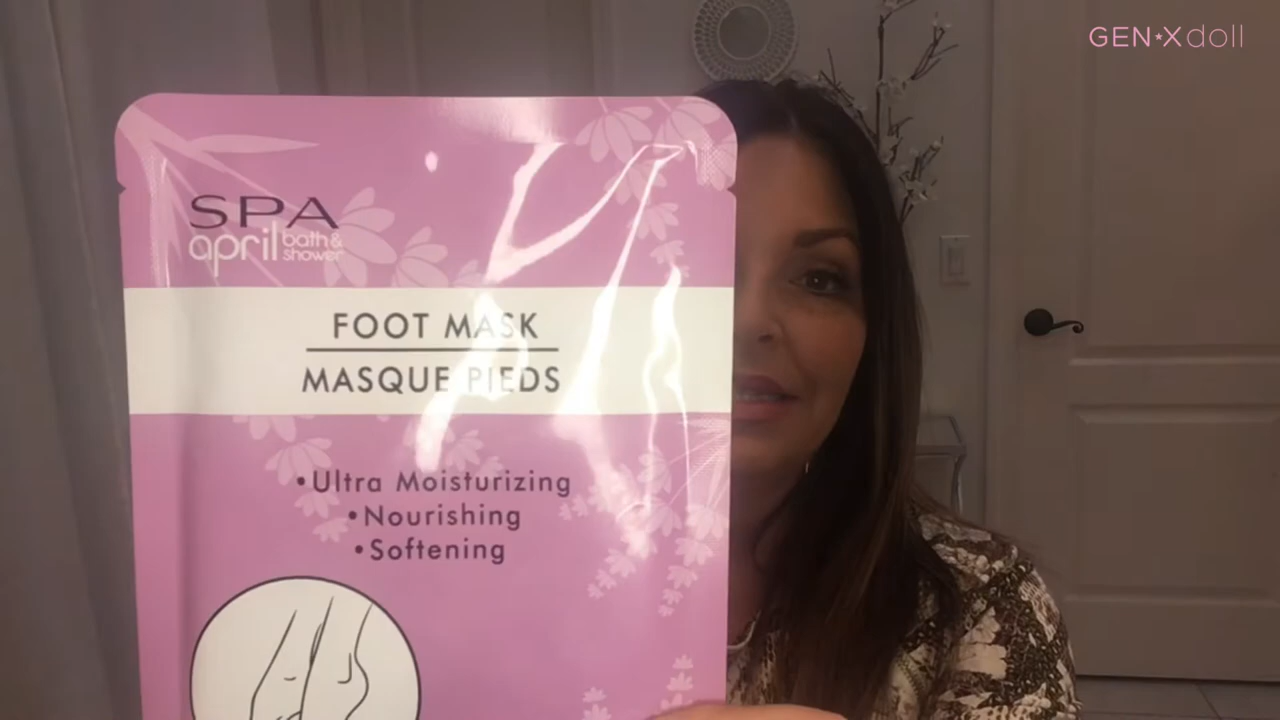 GEN★Xdoll
SPA
april bath & shower
FOOT MASK
MASQUE PIEDS
•Ultra Moisturizing
•Nourishing
•Softening